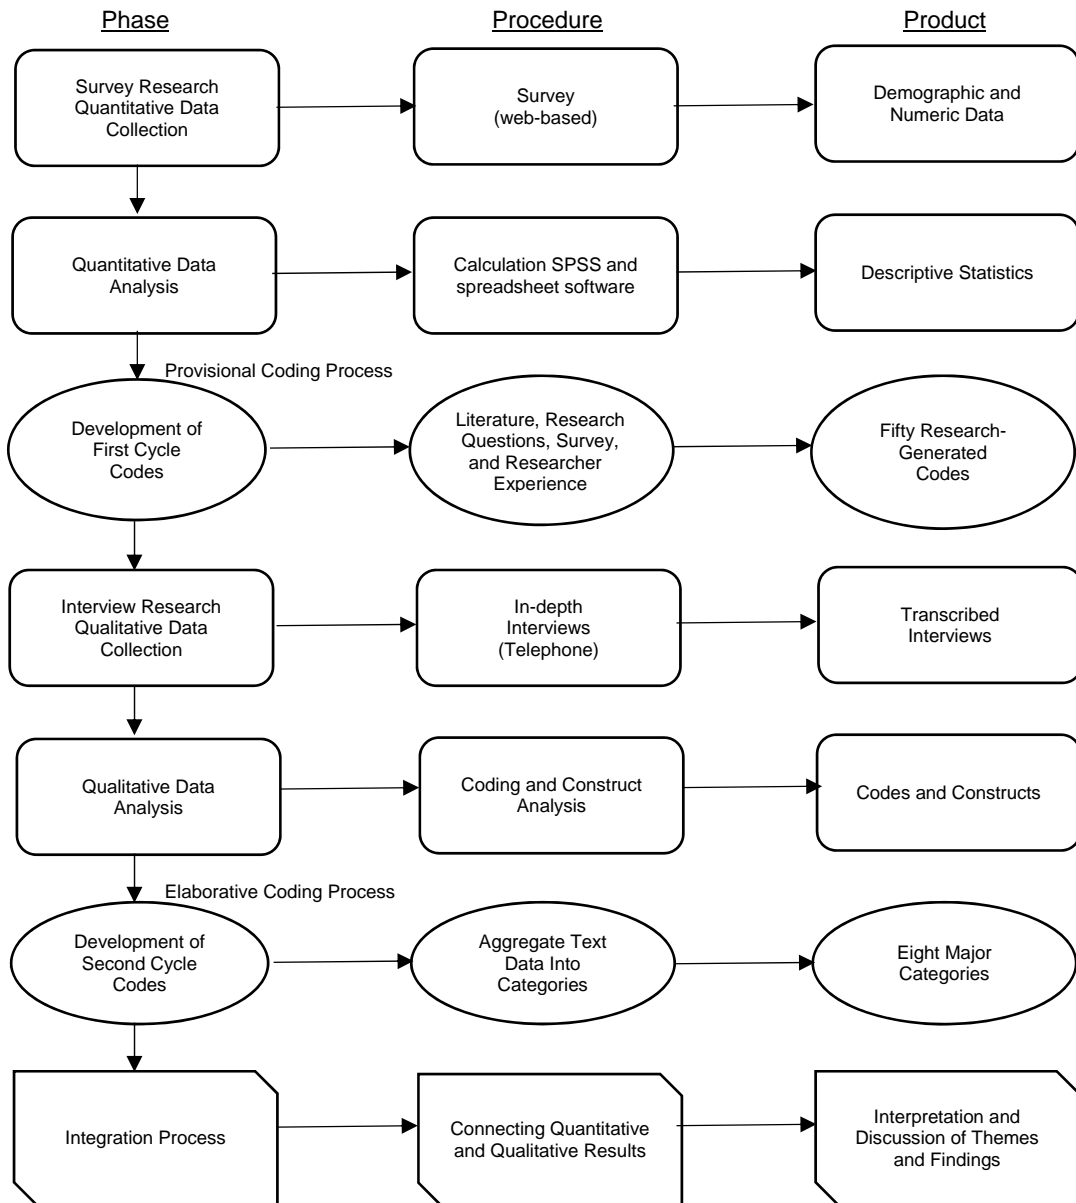 Phase
Procedure
Product
Survey Research
Quantitative Data
Collection
Survey
(web-based)
Demographic and
Numeric Data
Quantitative Data
Analysis
Calculation SPSS and
spreadsheet software
Descriptive Statistics
Provisional Coding Process
Development of
First Cycle
Codes
Literature, Research
Questions, Survey,
and Researcher
Experience
Fifty Research-
Generated
Codes
Interview Research
Qualitative Data
Collection
In-depth
Interviews
(Telephone)
Transcribed
Interviews
Qualitative Data
Analysis
Coding and Construct
Analysis
Codes and Constructs
Elaborative Coding Process
Development of
Second Cycle
Codes
Aggregate Text
Data Into
Categories
Eight Major
Categories
Integration Process
Connecting Quantitative
and Qualitative Results
Interpretation and
Discussion of Themes
and Findings